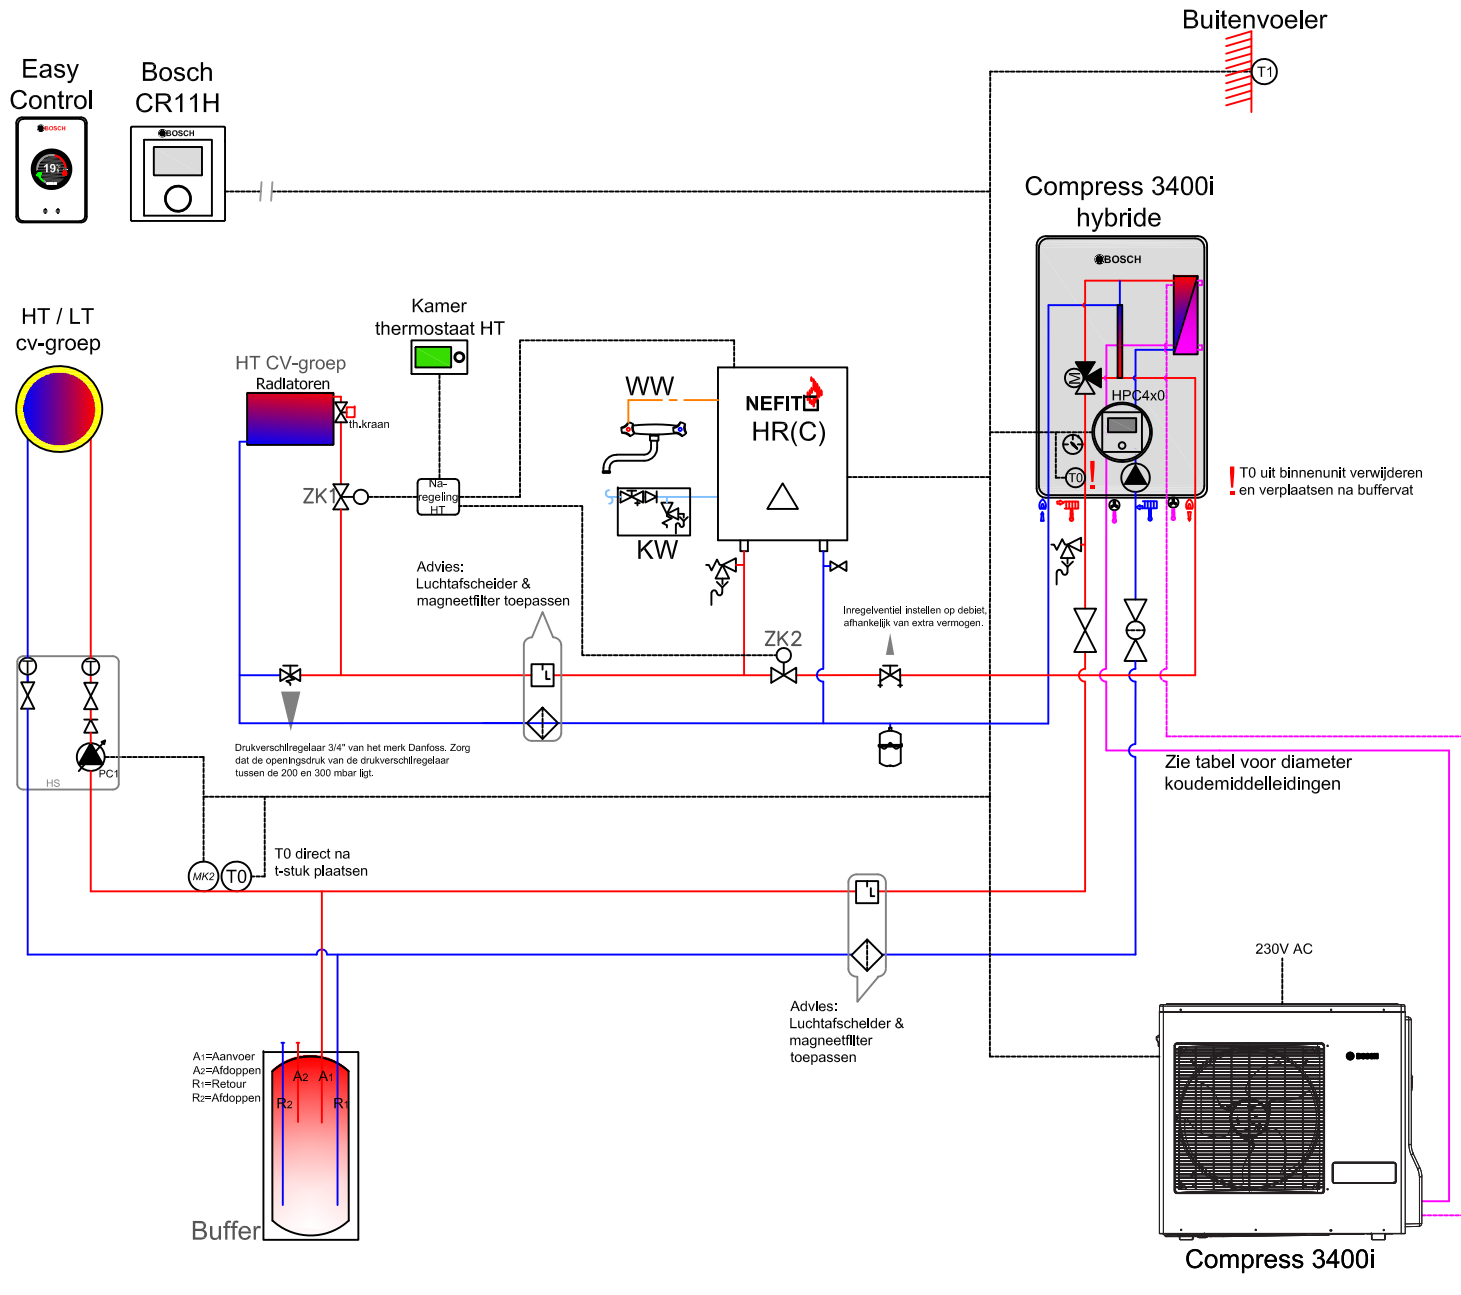 Buitenvoeler
T1
Easy
Control
BOSCH
19
Bosch
CR11H
BOSCH
Compress 3400i
hybride
BOSCH
HPC4x0
M
T0
!
! T0 uit binnenunit verwijderen
en verplaatsen na buffervat
HT / LT
cv-groep
HT CV-groep
Radiatoren
th.kraan
Kamer
thermostaat HT
ZK1
Na-
regeling
HT
WW
KW
NEFIT
HR(C)
Advies:
Luchtafscheider &
magneetfilter toepassen
ZK2
Inregelventiel instellen op debiet,
afhankelijk van extra vermogen.
L
T
T
PC1
HS
Drukverschilregelaar 3/4" van het merk Danfoss. Zorg
dat de openingsdruk van de drukverschilregelaar
tussen de 200 en 300 mbar ligt.
Zie tabel voor diameter
koudemiddelleidingen
MK2
T0
T0 direct na
t-stuk plaatsen
L
Advies:
Luchtafscheider &
magneetfilter
toepassen
230V AC
A1=Aanvoer
A2=Afdoppen
R1=Retour
R2=Afdoppen
A2
A1
R2
R1
Buffer
BOSCH
Compress 3400i